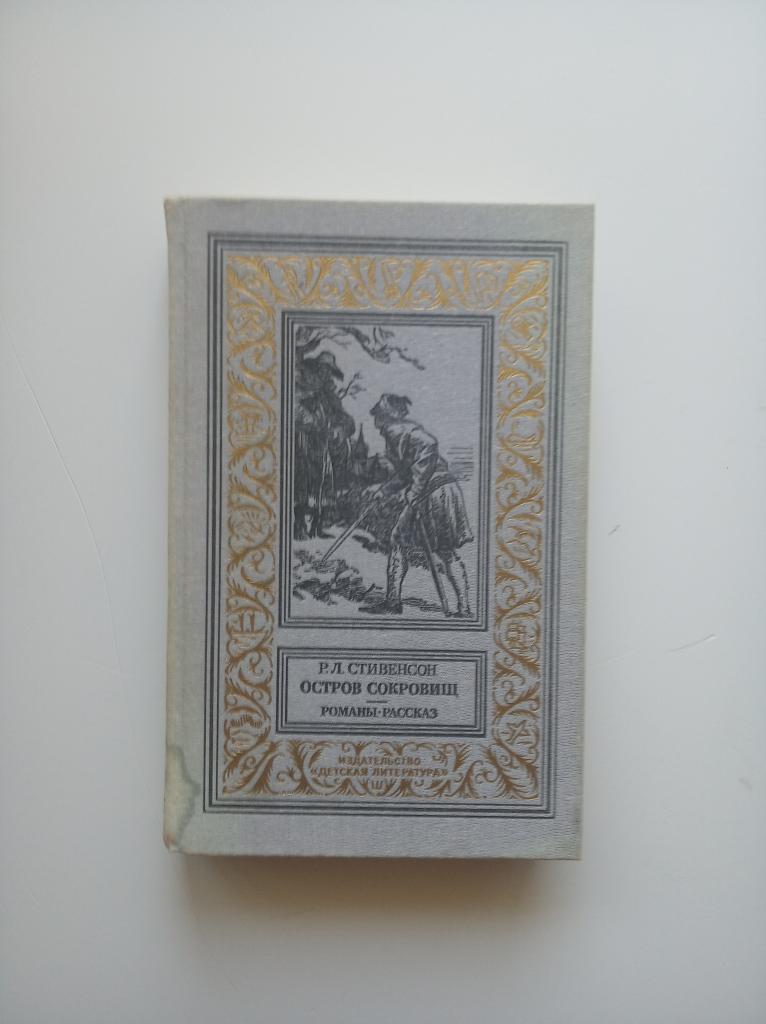 Р. Л. СТИВЕНСОН
ОСТРОВ СОКРОВИЩ
РОМАНЫ·РАССКАЗ
ИЗДАТЕЛЬСТВО
«ДЕТСКАЯ ЛИТЕРАТУРА»